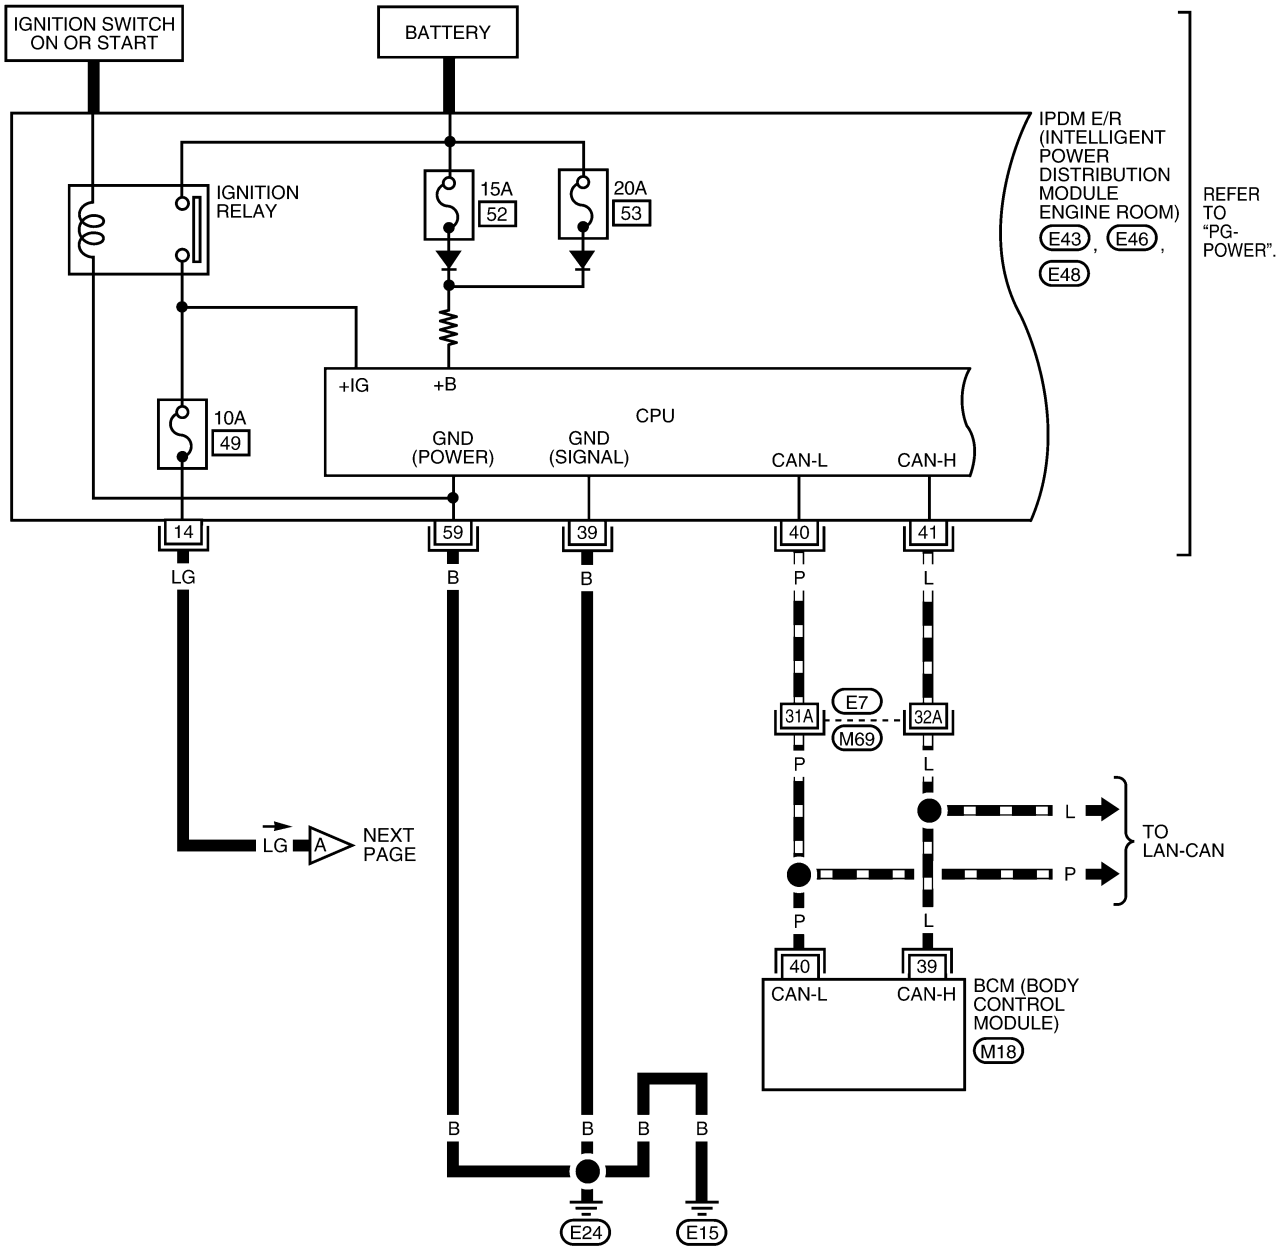 IGNITION SWITCH
ON OR START
BATTERY
IPDM E/R
(INTELLIGENT
POWER
DISTRIBUTION
MODULE
ENGINE ROOM)
E43 , E46 ,
E48
REFER
TO
“PG-
POWER”.
IGNITION
RELAY
15A
52
20A
53
+IG
+B
CPU
10A
49
GND
(POWER)
GND
(SIGNAL)
CAN-L
CAN-H
14
59
39
40
41
LG
B
B
P
L
31A
E7
M69
32A
P
L
L
TO
LAN-CAN
P
LG
A
NEXT
PAGE
P
L
40
39
CAN-L
CAN-H
BCM (BODY
CONTROL
MODULE)
M18
B
B
B
B
E24
E15